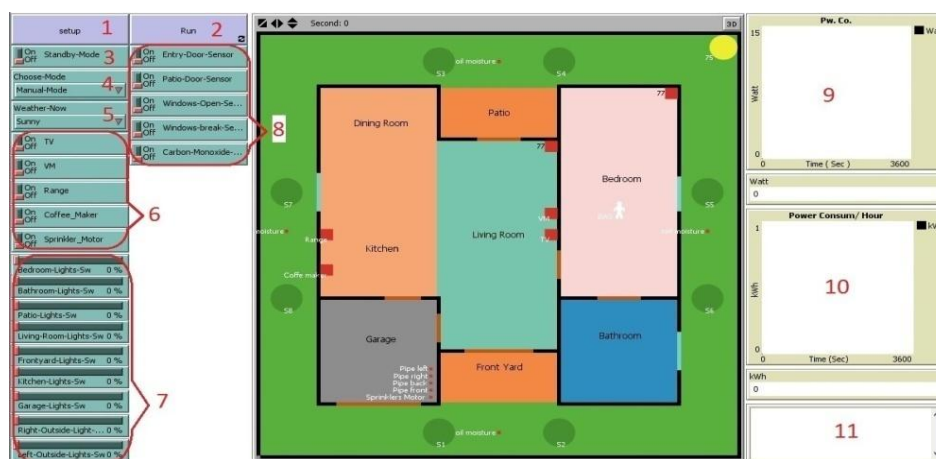 setup
1
Run
2
On
Off
Standby-Mode
3
Choose-Mode
Manual-Mode
4
Weather-Now
Sunny
5
On
Off
TV
On
Off
VM
On
Off
Range
On
Off
Coffee_Maker
On
Off
Sprinkler_Motor
6
Bedroom-Lights-Sw 0 %
Bathroom-Lights-Sw 0 %
Patio-Lights-Sw 0 %
Living-Room-Lights-Sw 0 %
Frontyard-Lights-Sw 0 %
Kitchen-Lights-Sw 0 %
Garage-Lights-Sw 0 %
Right-Outside-Light-... 0 %
Left-Outside-Lights-Sw 0 %
7
On
Off
Entry-Door-Sensor
On
Off
Patio-Door-Sensor
On
Off
Windows-Open-Se...
On
Off
Windows-break-Se...
On
Off
Carbon-Monoxide-...
8
Second: 0
3D
75
oil moisture
S3
S4
77
Dining Room
Patio
77
Bedroom
S7
S5
VM
TV
Living Room
Range
Kitchen
moisture
Coffe maker
S8
S6
Garage
Bathroom
Front Yard
Pipe left
Pipe right
Pipe back
Pipe front
Sprinklers Motor
oil moisture
S1
S2
Pw. Co.
15
Wa
Watt
9
0
0
Time ( Sec )
3600
Watt
0
Power Consum/ Hour
1
kW
kWh
10
0
0
Time (Sec)
3600
kWh
0
11